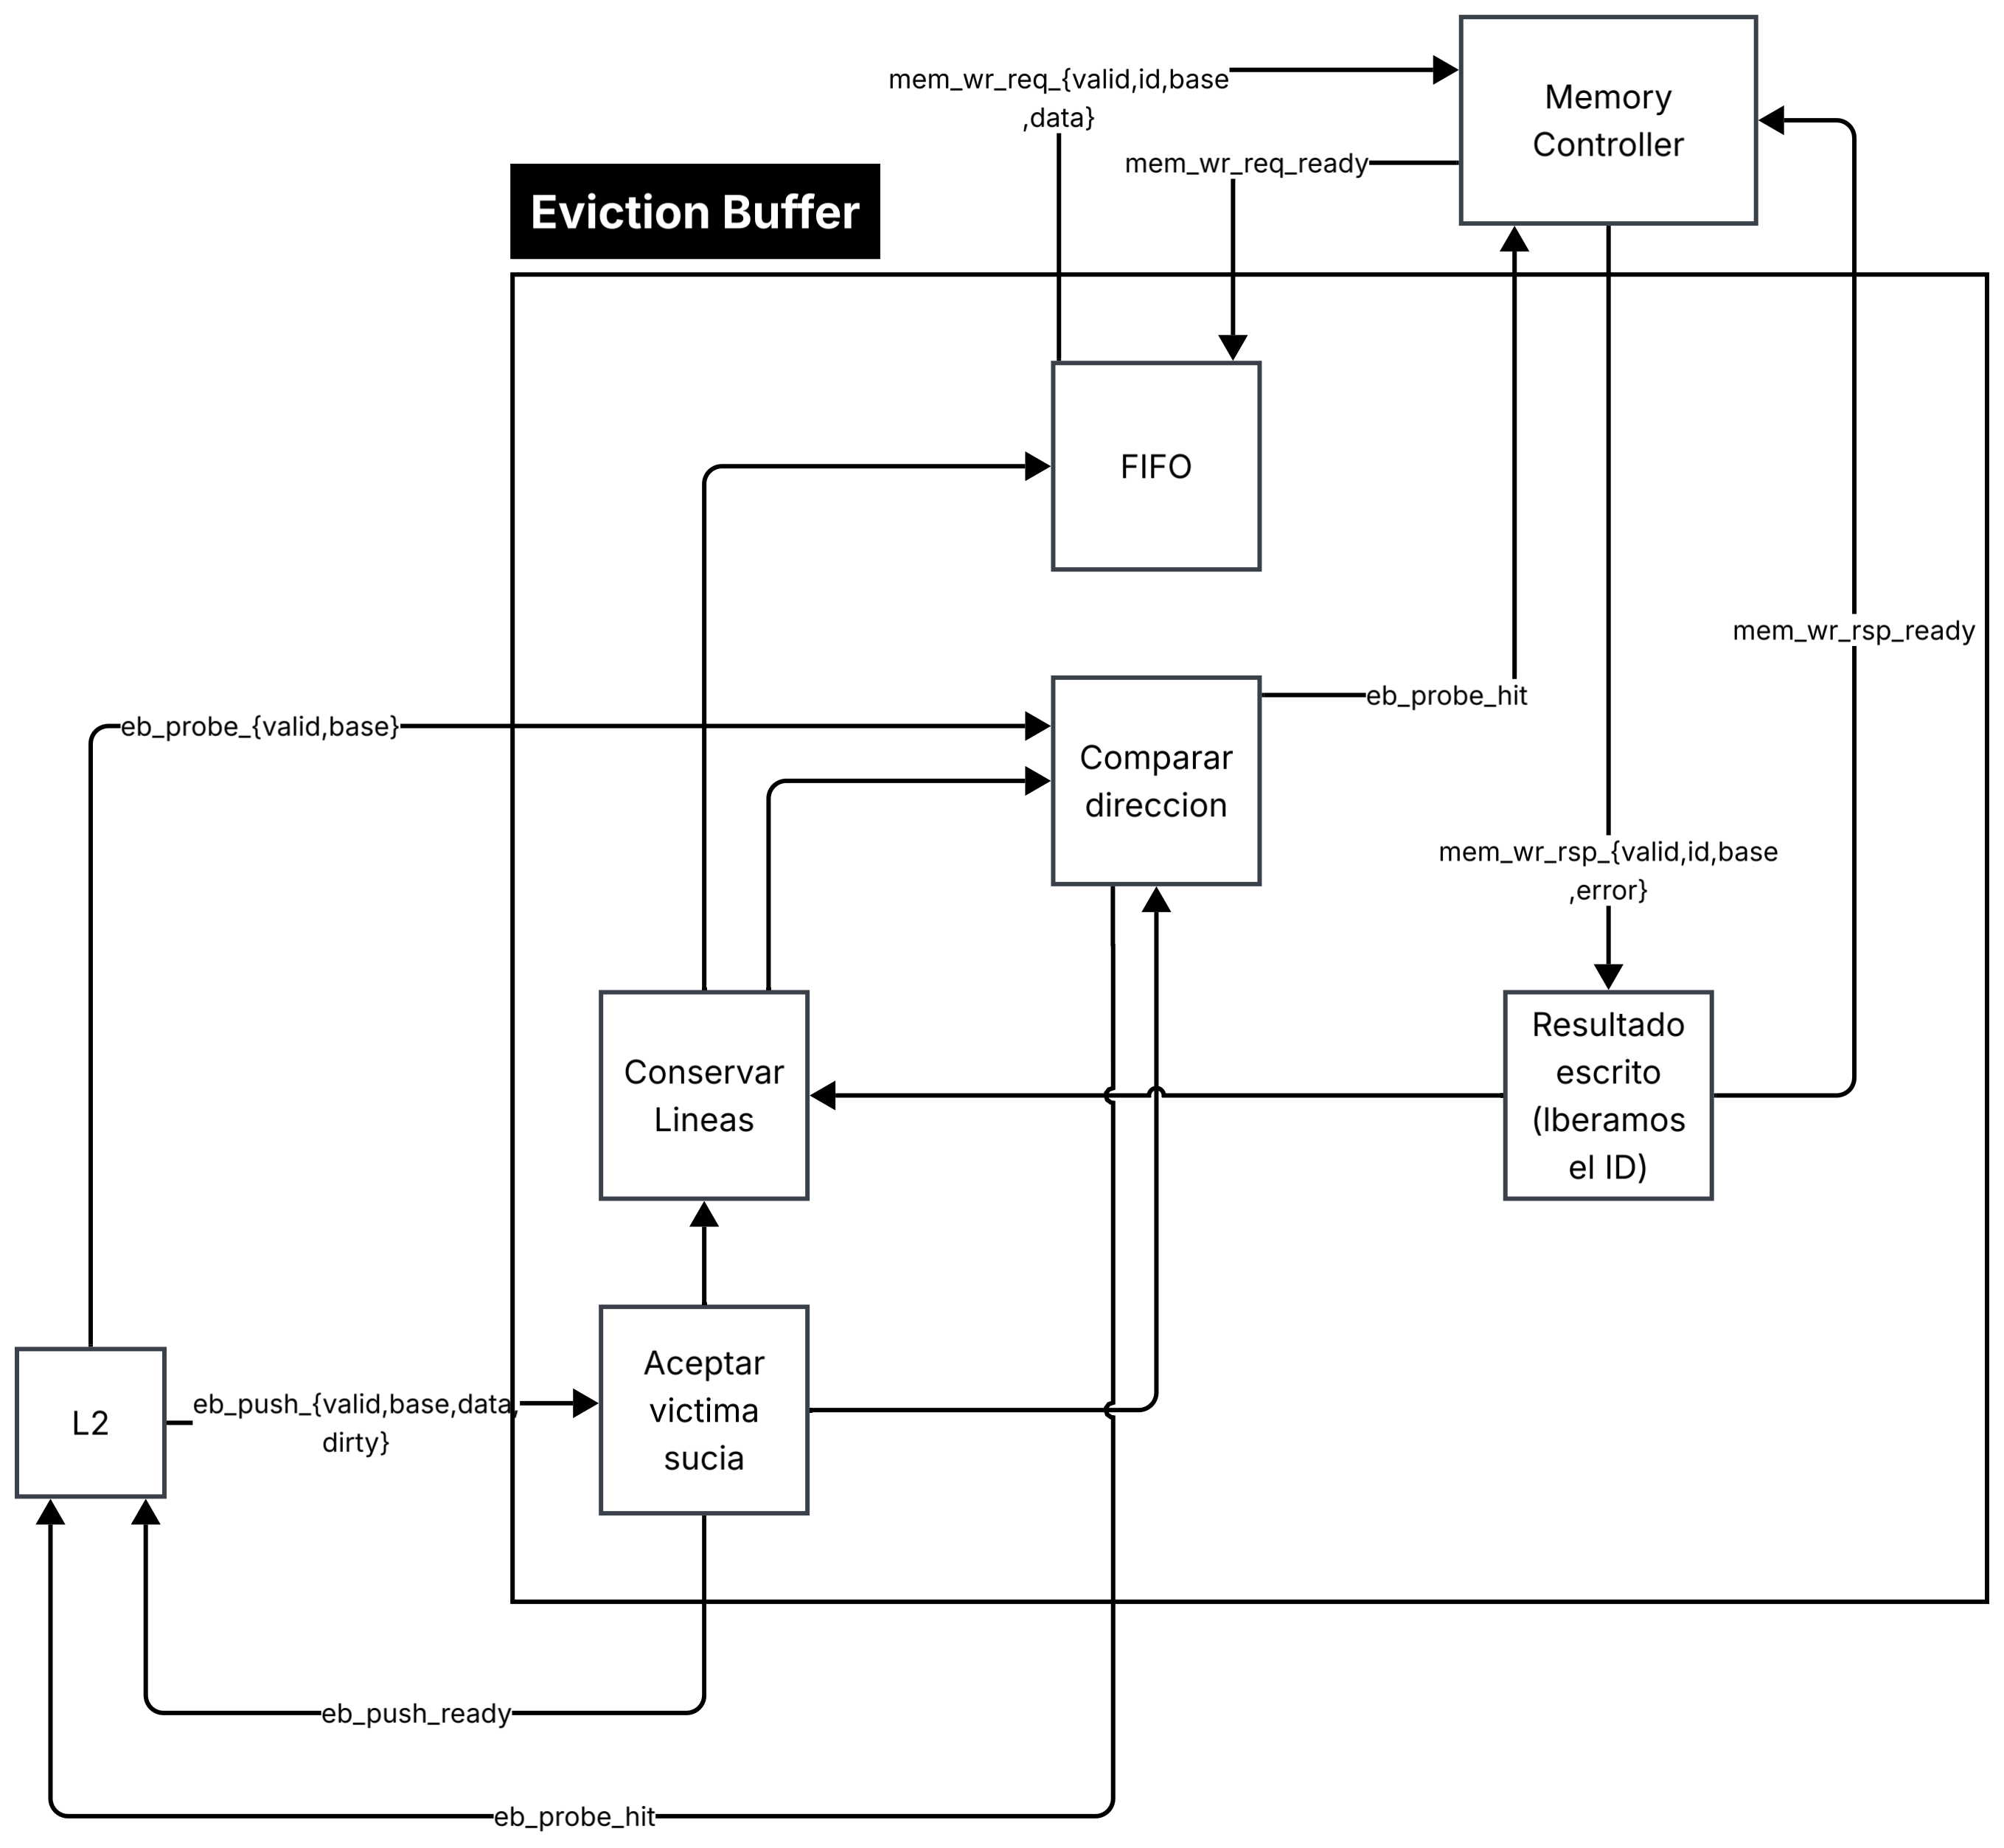 mem_wr_req_{valid,id,base
,data}
Memory
Controller
mem_wr_req_ready
Eviction Buffer
FIFO
mem_wr_rsp_ready
eb_probe_hit
eb_probe_{valid,base}
Comparar
direccion
mem_wr_rsp_{valid,id,base
,error}
Conservar
Lineas
Resultado
escrito
(lberamos
el ID)
Aceptar
victima
sucia
L2
eb_push_{valid,base,data,
dirty}
eb_push_ready
eb_probe_hit